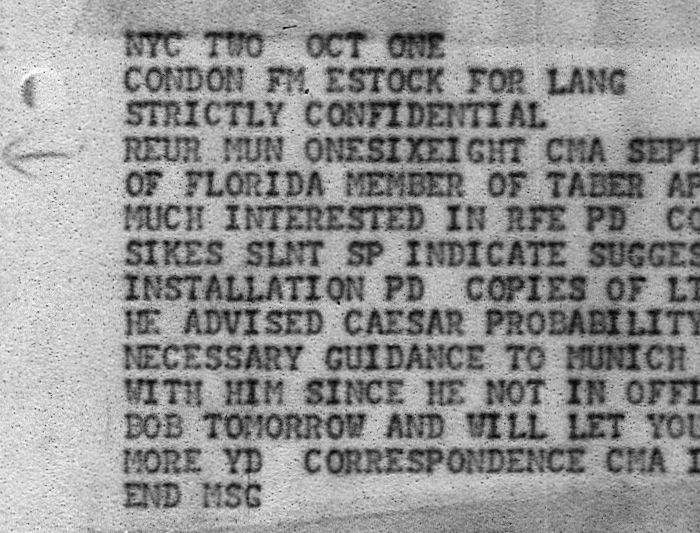 NYC TWO OCT ONE
CONDON FM ESTOCK FOR LANG
STRICTLY CONFIDENTIAL
REUR MUN ONESIXEIGHT CMA SEPT
OF FLORIDA MEMBER OF TABER
MUCH INTERESTED IN RFE PD
SIKES SLNT SP INDICATE SUGGES
INSTALLATION PD COPIES OF LT
HE ADVISED CAESAR PROBABILITY
NECESSARY GUIDANCE TO MUNICH
WITH HIM SINCE HE NOT IN OFFI
BOB TOMORROW AND WILL LET YOU
MORE YD CORRESPONDENCE CMA
END MSG